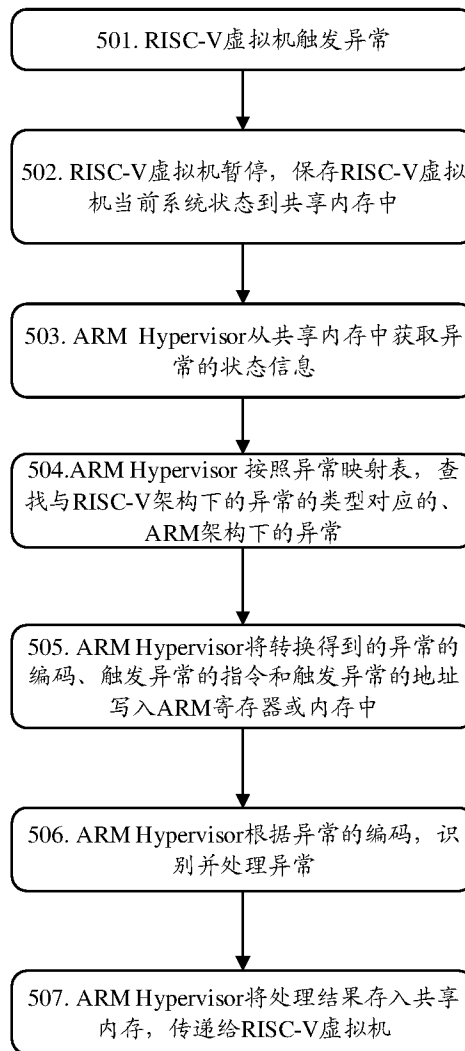 501. RISC-V虚拟机触发异常
502. RISC-V虚拟机暂停，保存RISC-V虚拟
机当前系统状态到共享内存中
503. ARM Hypervisor从共享内存中获取异
常的状态信息
504.ARM Hypervisor 按照异常映射表，查
找与RISC-V架构下的异常的类型对应的、
ARM架构下的异常
505. ARM Hypervisor将转换得到的异常的
编码、触发异常的指令和触发异常的地址
写入ARM寄存器或内存中
506. ARM Hypervisor根据异常的编码，识
别并处理异常
507. ARM Hypervisor将处理结果存入共享
内存，传递给RISC-V虚拟机